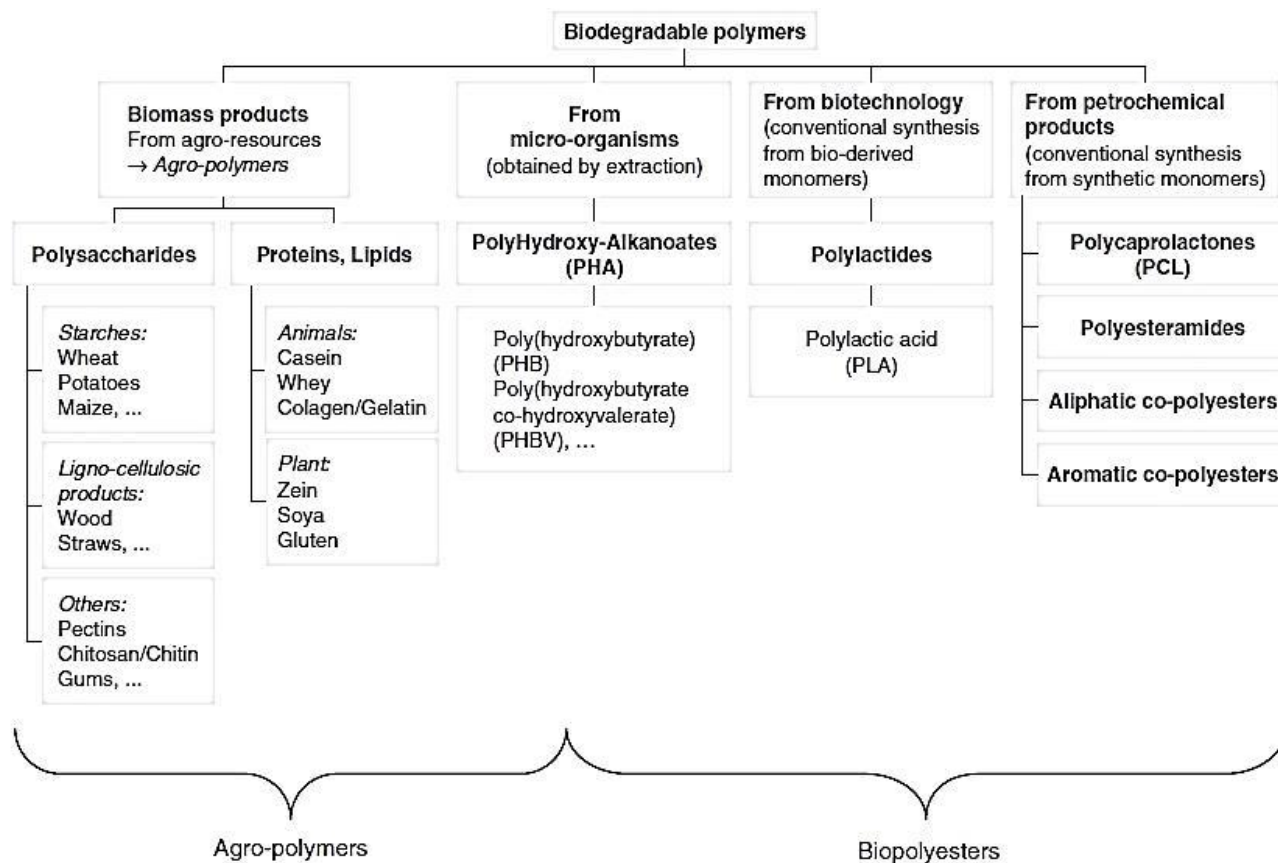 Biodegradable polymers
Biomass products
From agro-resources
→ Agro-polymers
From
micro-organisms
(obtained by extraction)
From biotechnology
(conventional synthesis
from bio-derived
monomers)
From petrochemical
products
(conventional synthesis
from synthetic monomers)
Polysaccharides
Proteins, Lipids
PolyHydroxy-Alkanoates
(PHA)
Polylactides
Polycaprolactones
(PCL)
Starches:
Wheat
Potatoes
Maize, ...
Animals:
Casein
Whey
Colagen/Gelatin
Poly(hydroxybutyrate)
(PHB)
Poly(hydroxybutyrate
co-hydroxyvalerate)
(PHBV), ...
Polylactic acid
(PLA)
Polyesteramides
Aliphatic co-polyesters
Aromatic co-polyesters
Ligno-cellulosic
products:
Wood
Straws, ...
Plant:
Zein
Soya
Gluten
Others:
Pectins
Chitosan/Chitin
Gums, ...
Agro-polymers
Biopolyesters